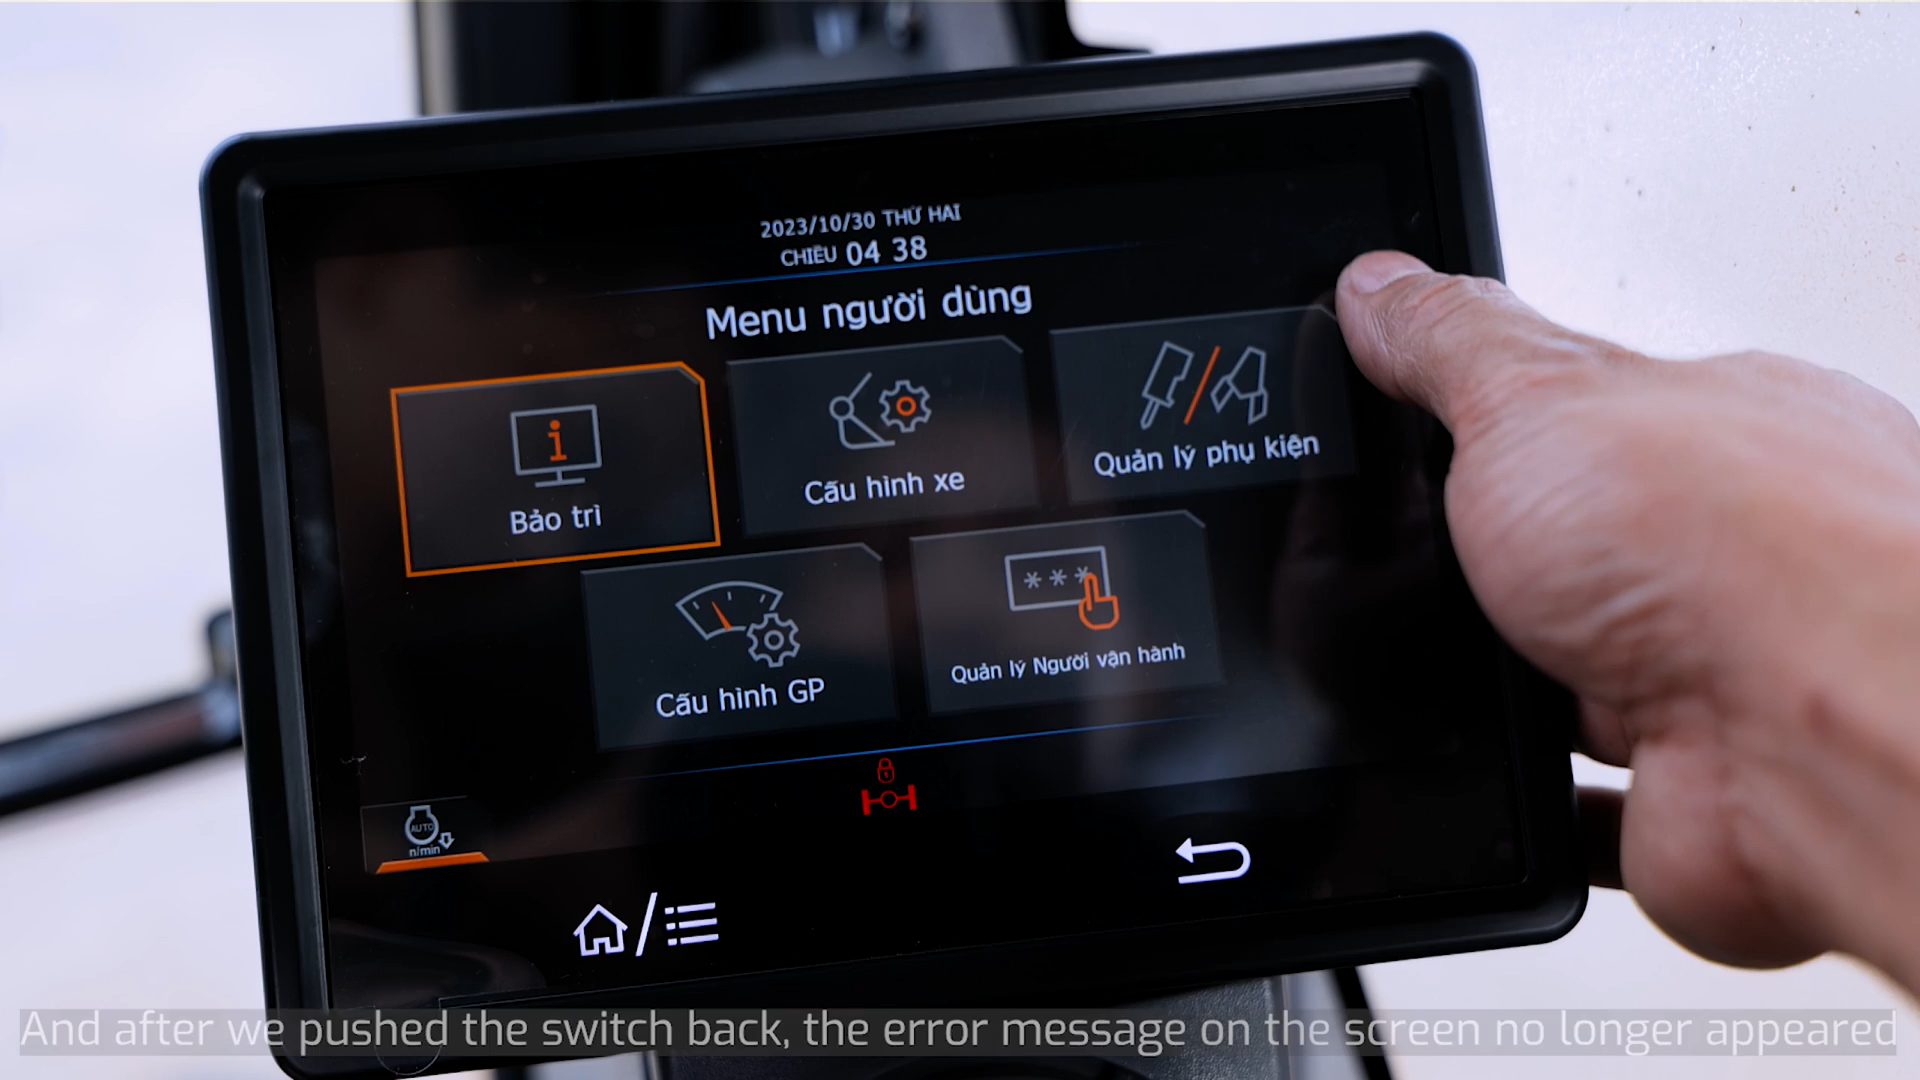 2023/10/30 THỨ HAI
CHIỀU 04 38
Menu người dùng
Bảo trì
Cấu hình xe
Quản lý phụ kiện
Cấu hình GP
***
Quản lý Người vận hành
AUTO
n/min
And after we pushed the switch back, the error message on the screen no longer appeared